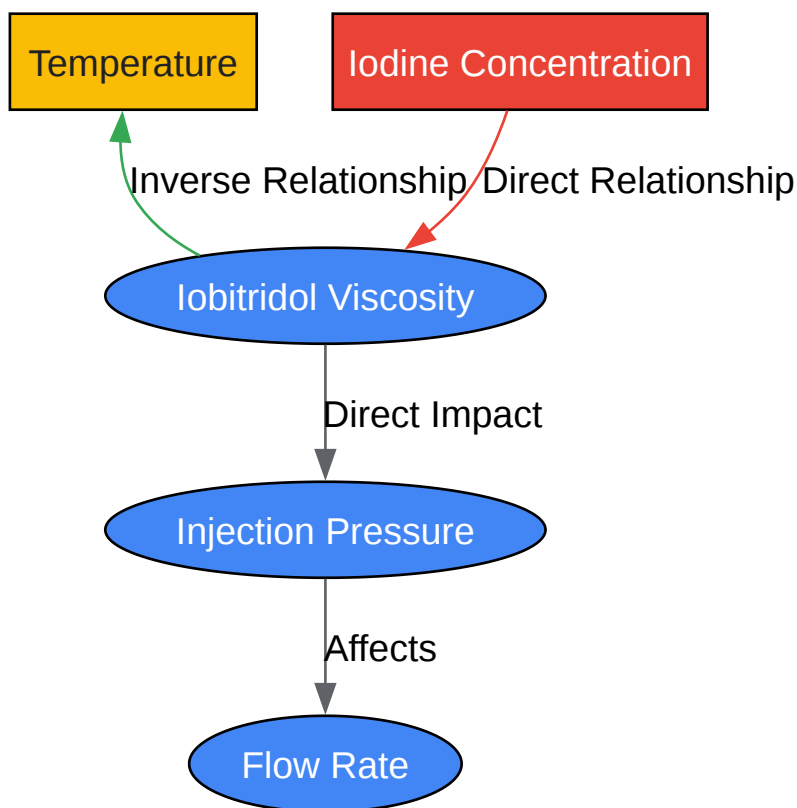 Temperature
Iodine Concentration
Inverse Relationship
Direct Relationship
Iobitridol Viscosity
Direct Impact
Injection Pressure
Affects
Flow Rate